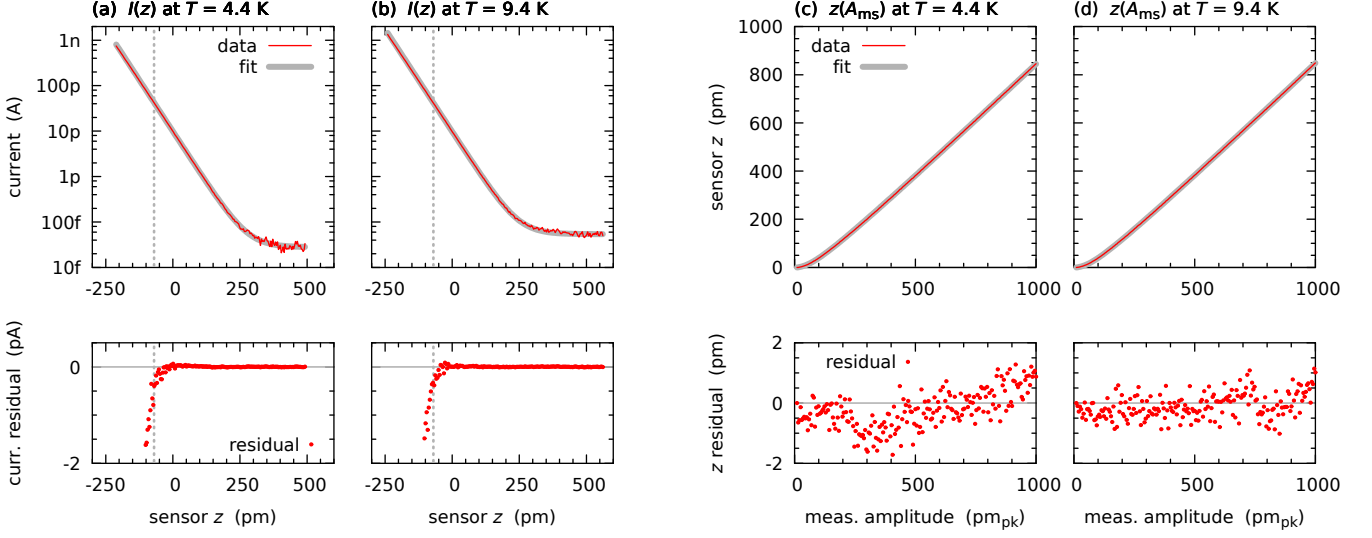 (a) I(z) at T = 4.4 K
(b) I(z) at T = 9.4 K
(c) z(Ams) at T = 4.4 K
(d) z(Ams) at T = 9.4 K
data
fit
current (A)
1n
100p
10p
1p
100f
10f
-250 0 250 500
-250 0 250 500
data
fit
sensor z (pm)
1000
800
600
400
200
0
0 500 1000
0 500 1000
curr. residual (pA)
0
-2
residual
-250 0 250 500
sensor z (pm)
-250 0 250 500
sensor z (pm)
z residual (pm)
2
0
-2
residual
0 500 1000
meas. amplitude (pmpk)
0 500 1000
meas. amplitude (pmpk)